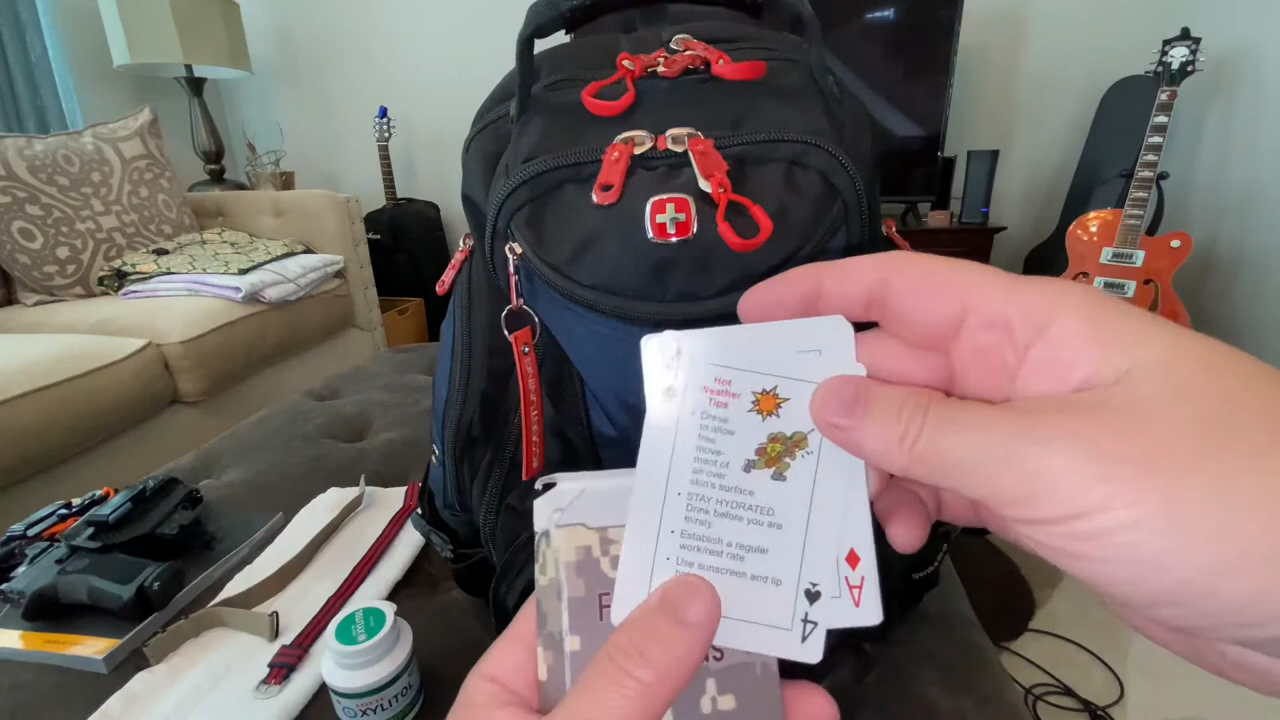 Hot
Weather
Tips
Dress
to allow
free
move-
ment of
air over
skin's surface.
• STAY HYDRATED.
Drink before you are
thirsty.
• Establish a regular
work/rest rate.
• Use sunscreen and lip
4
A
XYLITOL